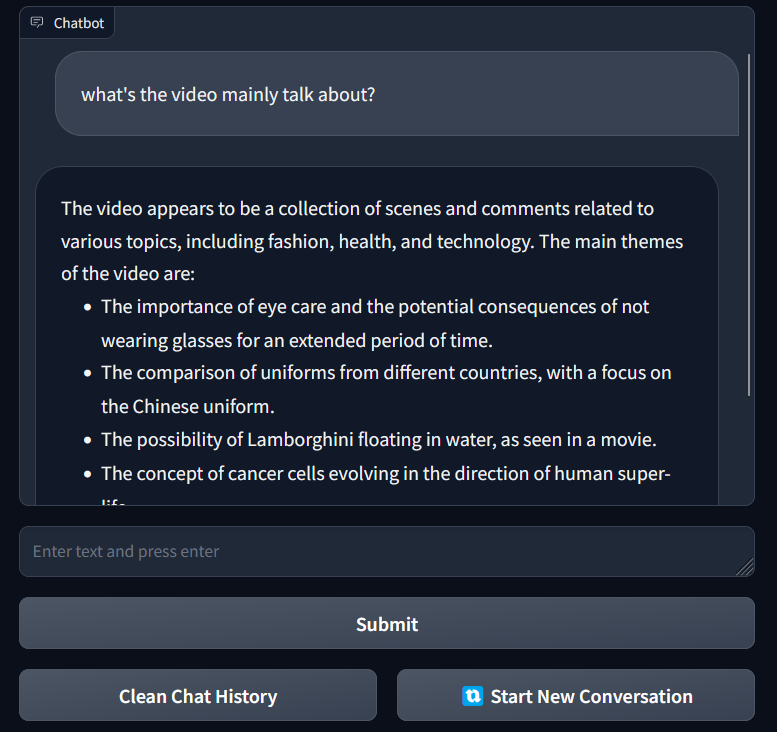 Chatbot
what's the video mainly talk about?
The video appears to be a collection of scenes and comments related to
various topics, including fashion, health, and technology. The main themes
of the video are:
The importance of eye care and the potential consequences of not
wearing glasses for an extended period of time.
The comparison of uniforms from different countries, with a focus on
the Chinese uniform.
The possibility of Lamborghini floating in water, as seen in a movie.
The concept of cancer cells evolving in the direction of human super-
Enter text and press enter
Submit
Clean Chat History
Start New Conversation